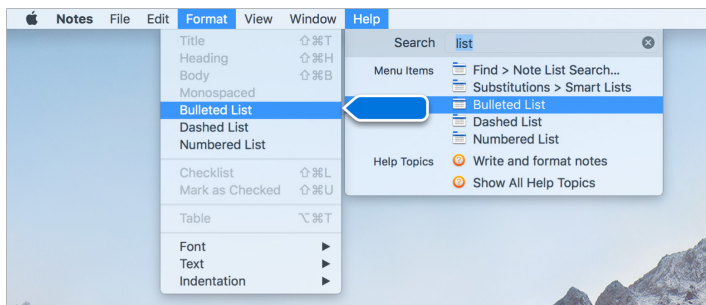 Notes File Edit Format View Window Help
Title ⇧⌘T
Heading ⇧⌘H
Body ⇧⌘B
Monospaced
Bulleted List
Dashed List
Numbered List
Checklist ⇧⌘L
Mark as Checked ⇧⌘U
Table ⌥⌘T
Font ▶
Text ▶
Indentation ▶
Search list
Menu Items Find > Note List Search...
Substitutions > Smart Lists
Bulleted List
Dashed List
Numbered List
Help Topics Write and format notes
Show All Help Topics